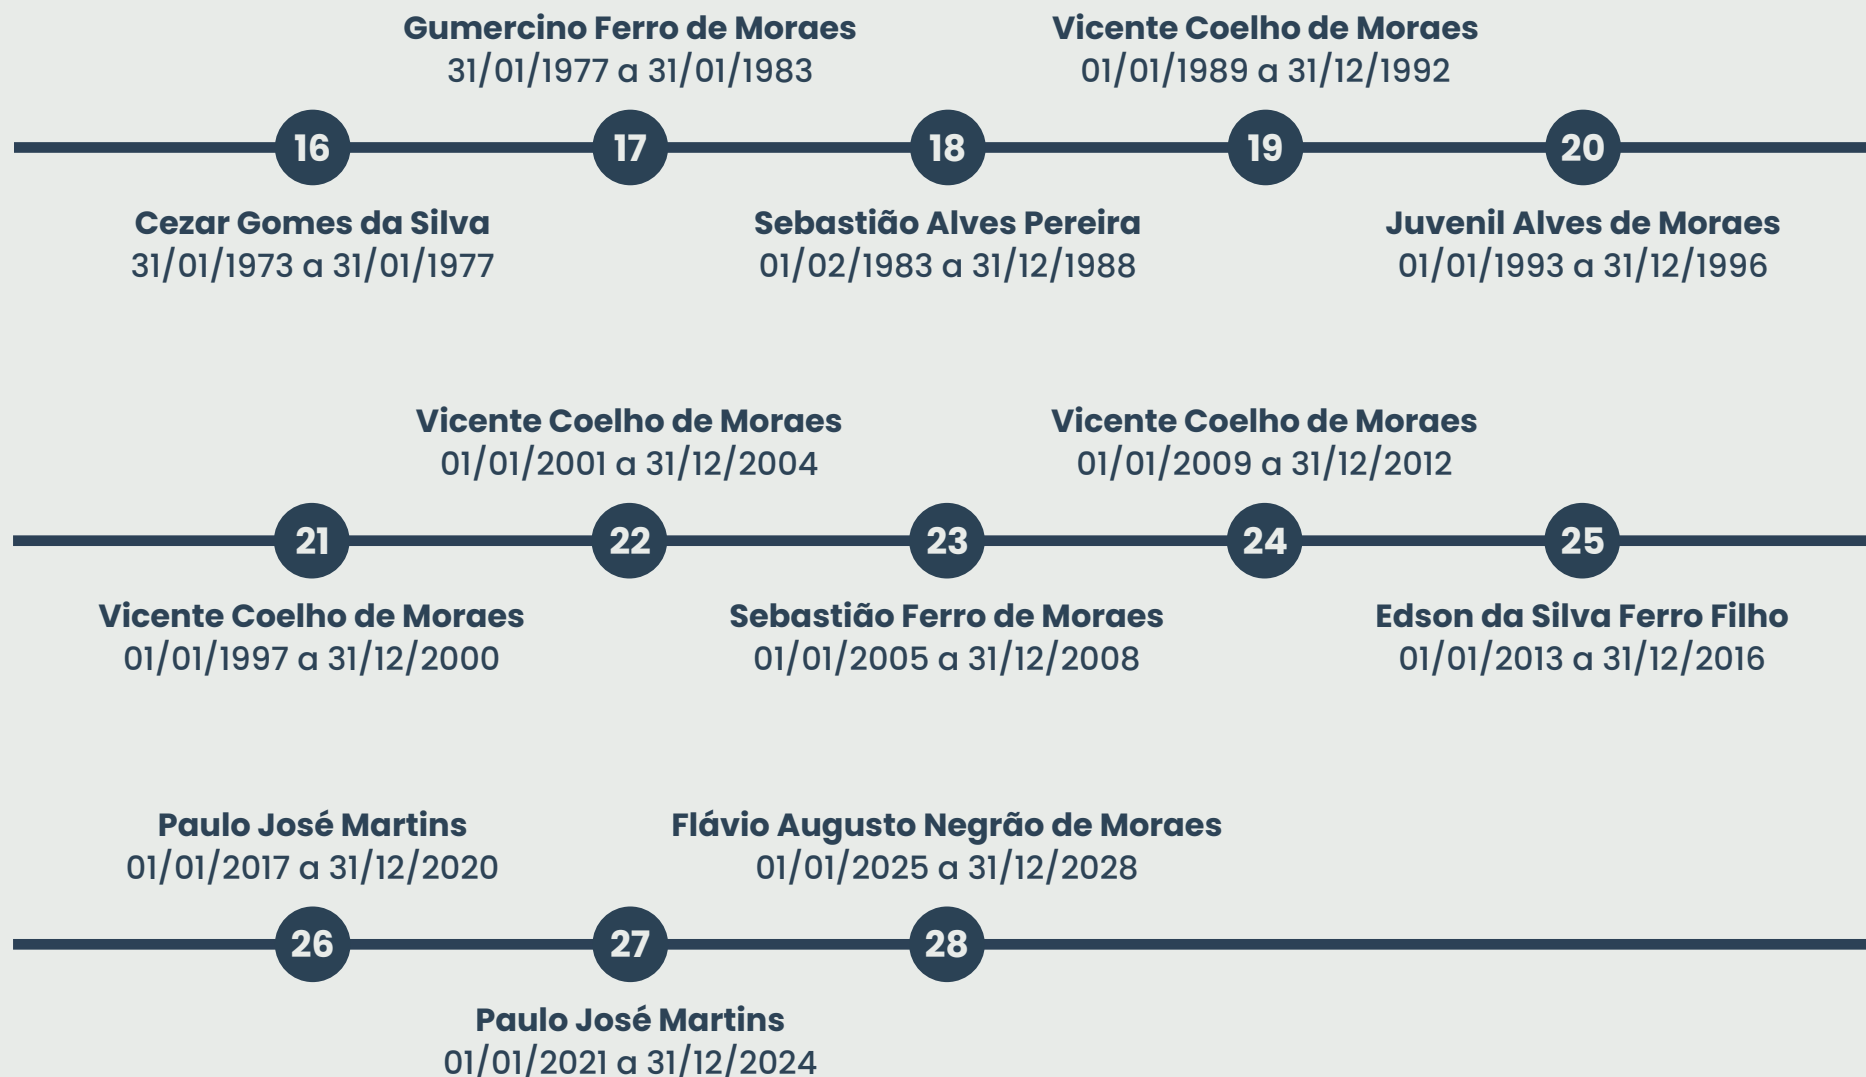 Gumercino Ferro de Moraes
31/01/1977 a 31/01/1983
Vicente Coelho de Moraes
01/01/1989 a 31/12/1992
16
17
18
19
20
Cezar Gomes da Silva
31/01/1973 a 31/01/1977
Sebastião Alves Pereira
01/02/1983 a 31/12/1988
Juvenil Alves de Moraes
01/01/1993 a 31/12/1996
Vicente Coelho de Moraes
01/01/2001 a 31/12/2004
Vicente Coelho de Moraes
01/01/2009 a 31/12/2012
21
22
23
24
25
Vicente Coelho de Moraes
01/01/1997 a 31/12/2000
Sebastião Ferro de Moraes
01/01/2005 a 31/12/2008
Edson da Silva Ferro Filho
01/01/2013 a 31/12/2016
Paulo José Martins
01/01/2017 a 31/12/2020
Flávio Augusto Negrão de Moraes
01/01/2025 a 31/12/2028
26
27
28
Paulo José Martins
01/01/2021 a 31/12/2024